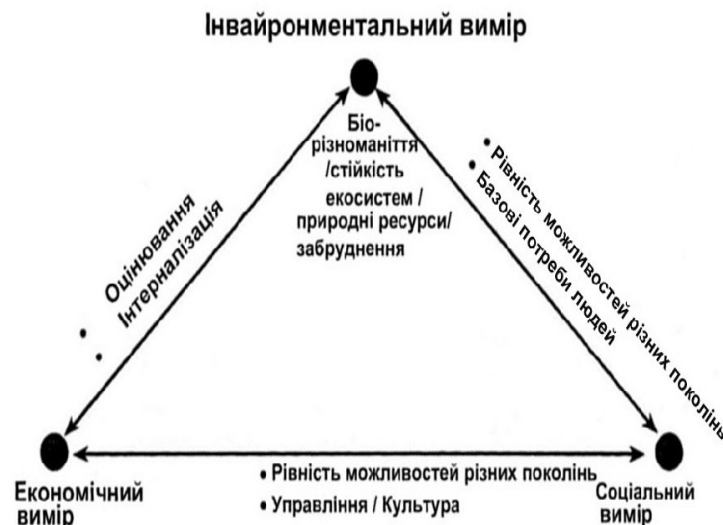 Інвайронментальний вимір
Біо-
різноманіття
/стійкість
екосистем /
природні ресурси/
забруднення
• Оцінювання
• Інтерналізація
• Рівність можливостей різних поколінь
• Базові потреби людей
• Рівність можливостей різних поколінь
• Управління / Культура
Економічний
вимір
Соціальний
вимір